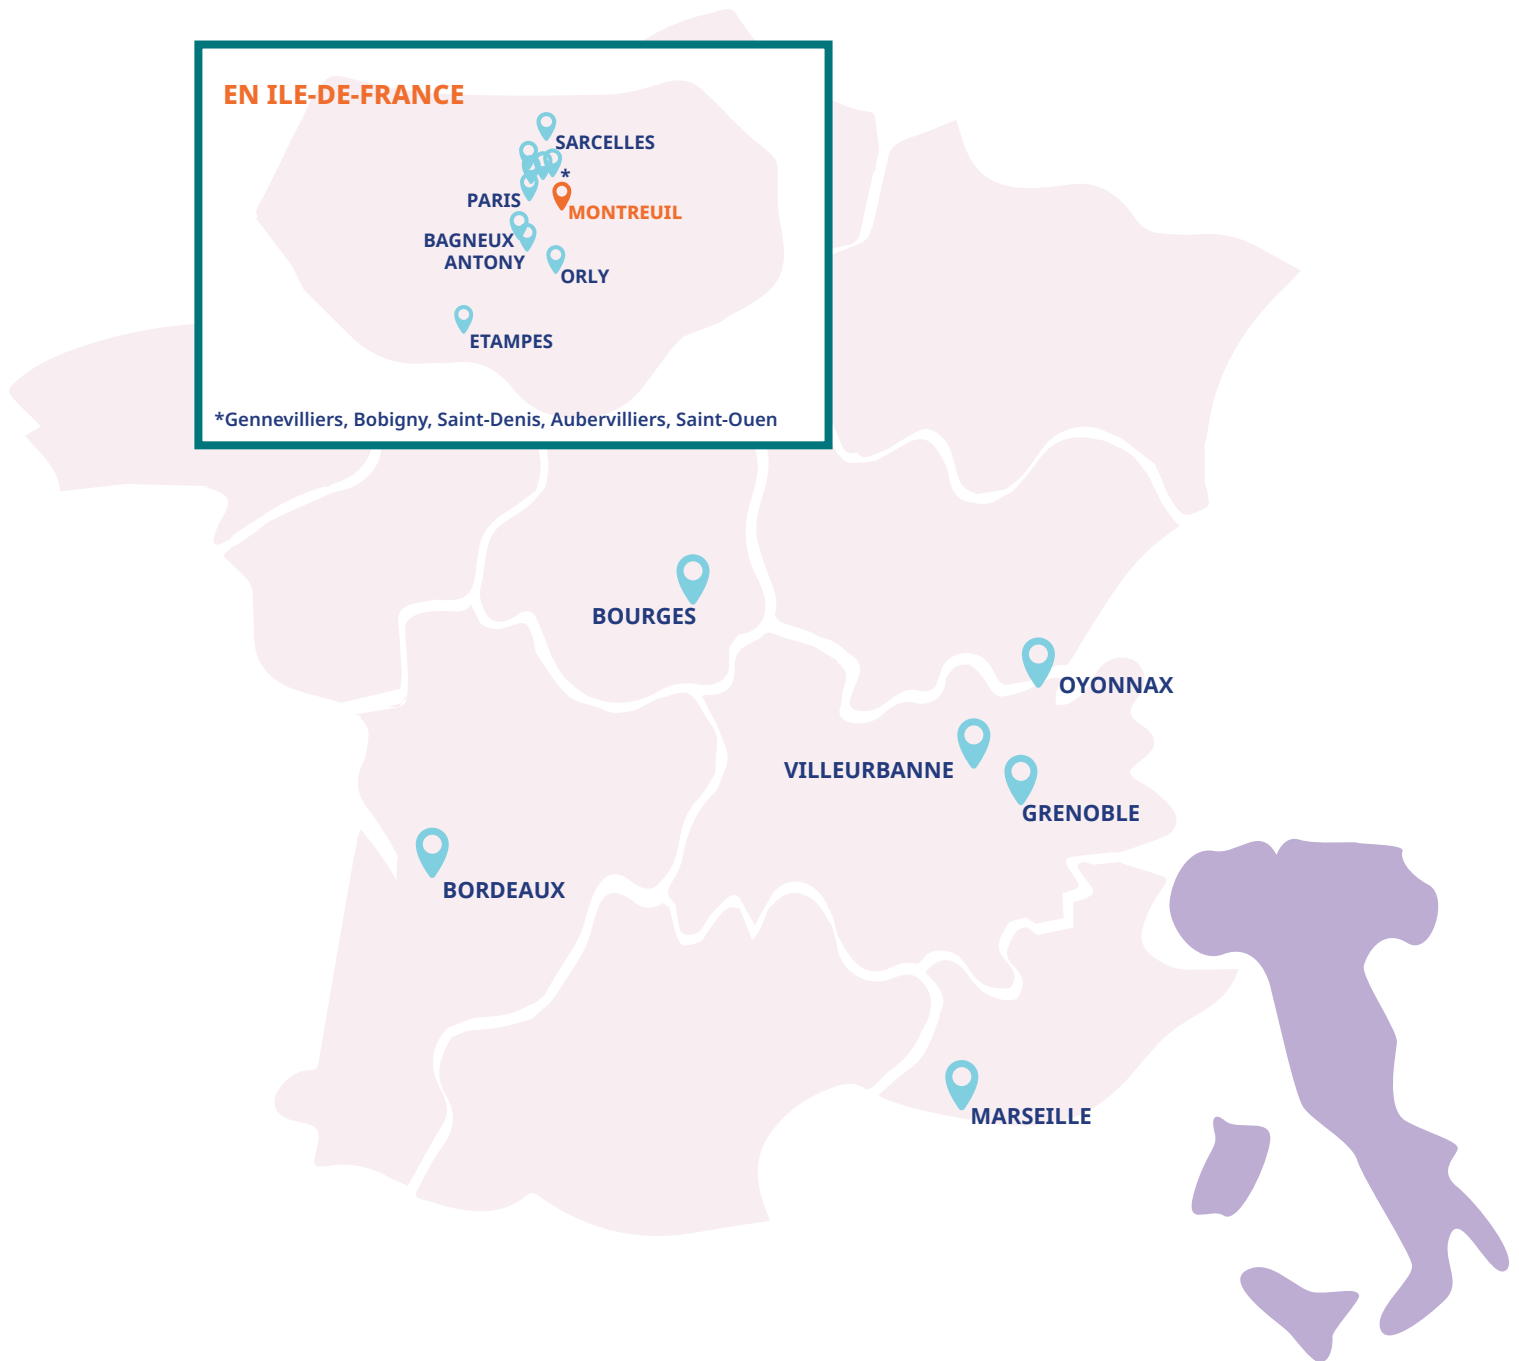 EN ILE-DE-FRANCE
SARCELLES
*
PARIS
MONTREUIL
BAGNEUX
ANTONY
ORLY
ETAMPES
*Gennevilliers, Bobigny, Saint-Denis, Aubervilliers, Saint-Ouen
BOURGES
OYONNAX
VILLEURBANNE
GRENOBLE
BORDEAUX
MARSEILLE